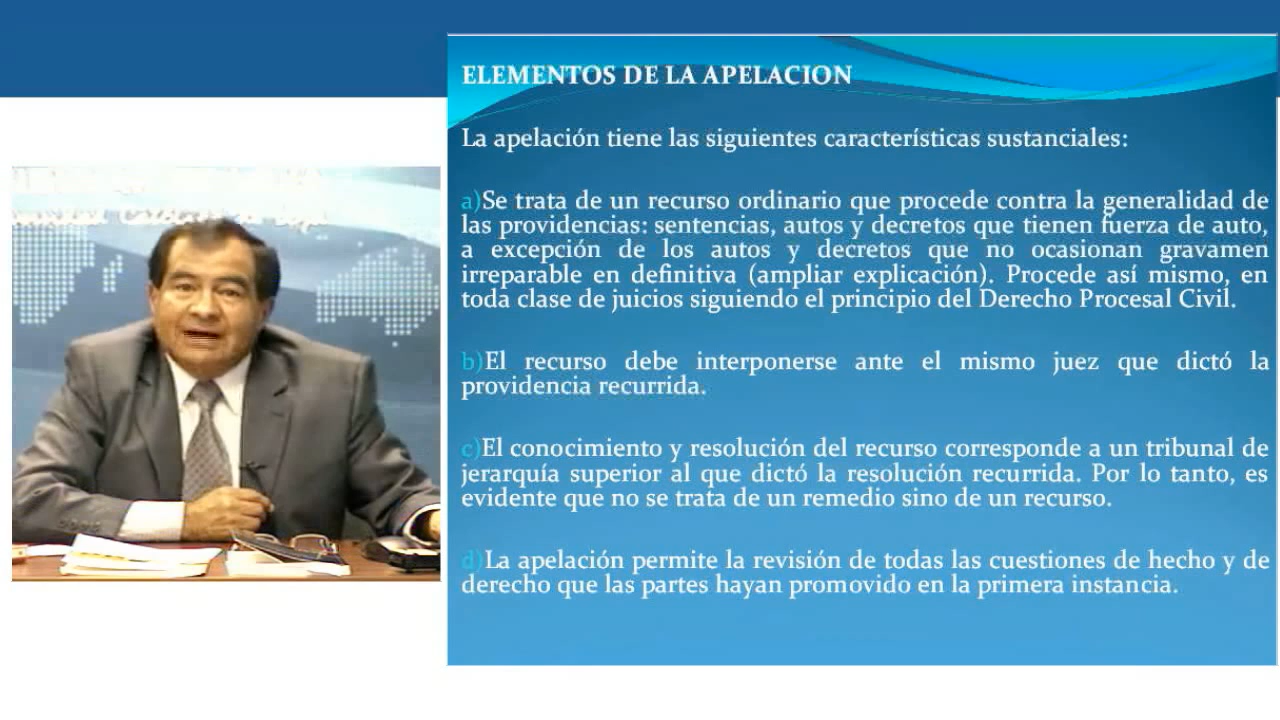 ELEMENTOS DE LA APELACION
La apelación tiene las siguientes características sustanciales:
a)Se trata de un recurso ordinario que procede contra la generalidad de
las providencias: sentencias, autos y decretos que tienen fuerza de auto,
a excepción de los autos y decretos que no ocasionan gravamen
irreparable en definitiva (ampliar explicación). Procede así mismo, en
toda clase de juicios siguiendo el principio del Derecho Procesal Civil.
b)El recurso debe interponerse ante el mismo juez que dictó la
providencia recurrida.
c)El conocimiento y resolución del recurso corresponde a un tribunal de
jerarquía superior al que dictó la resolución recurrida. Por lo tanto, es
evidente que no se trata de un remedio sino de un recurso.
d)La apelación permite la revisión de todas las cuestiones de hecho y de
derecho que las partes hayan promovido en la primera instancia.